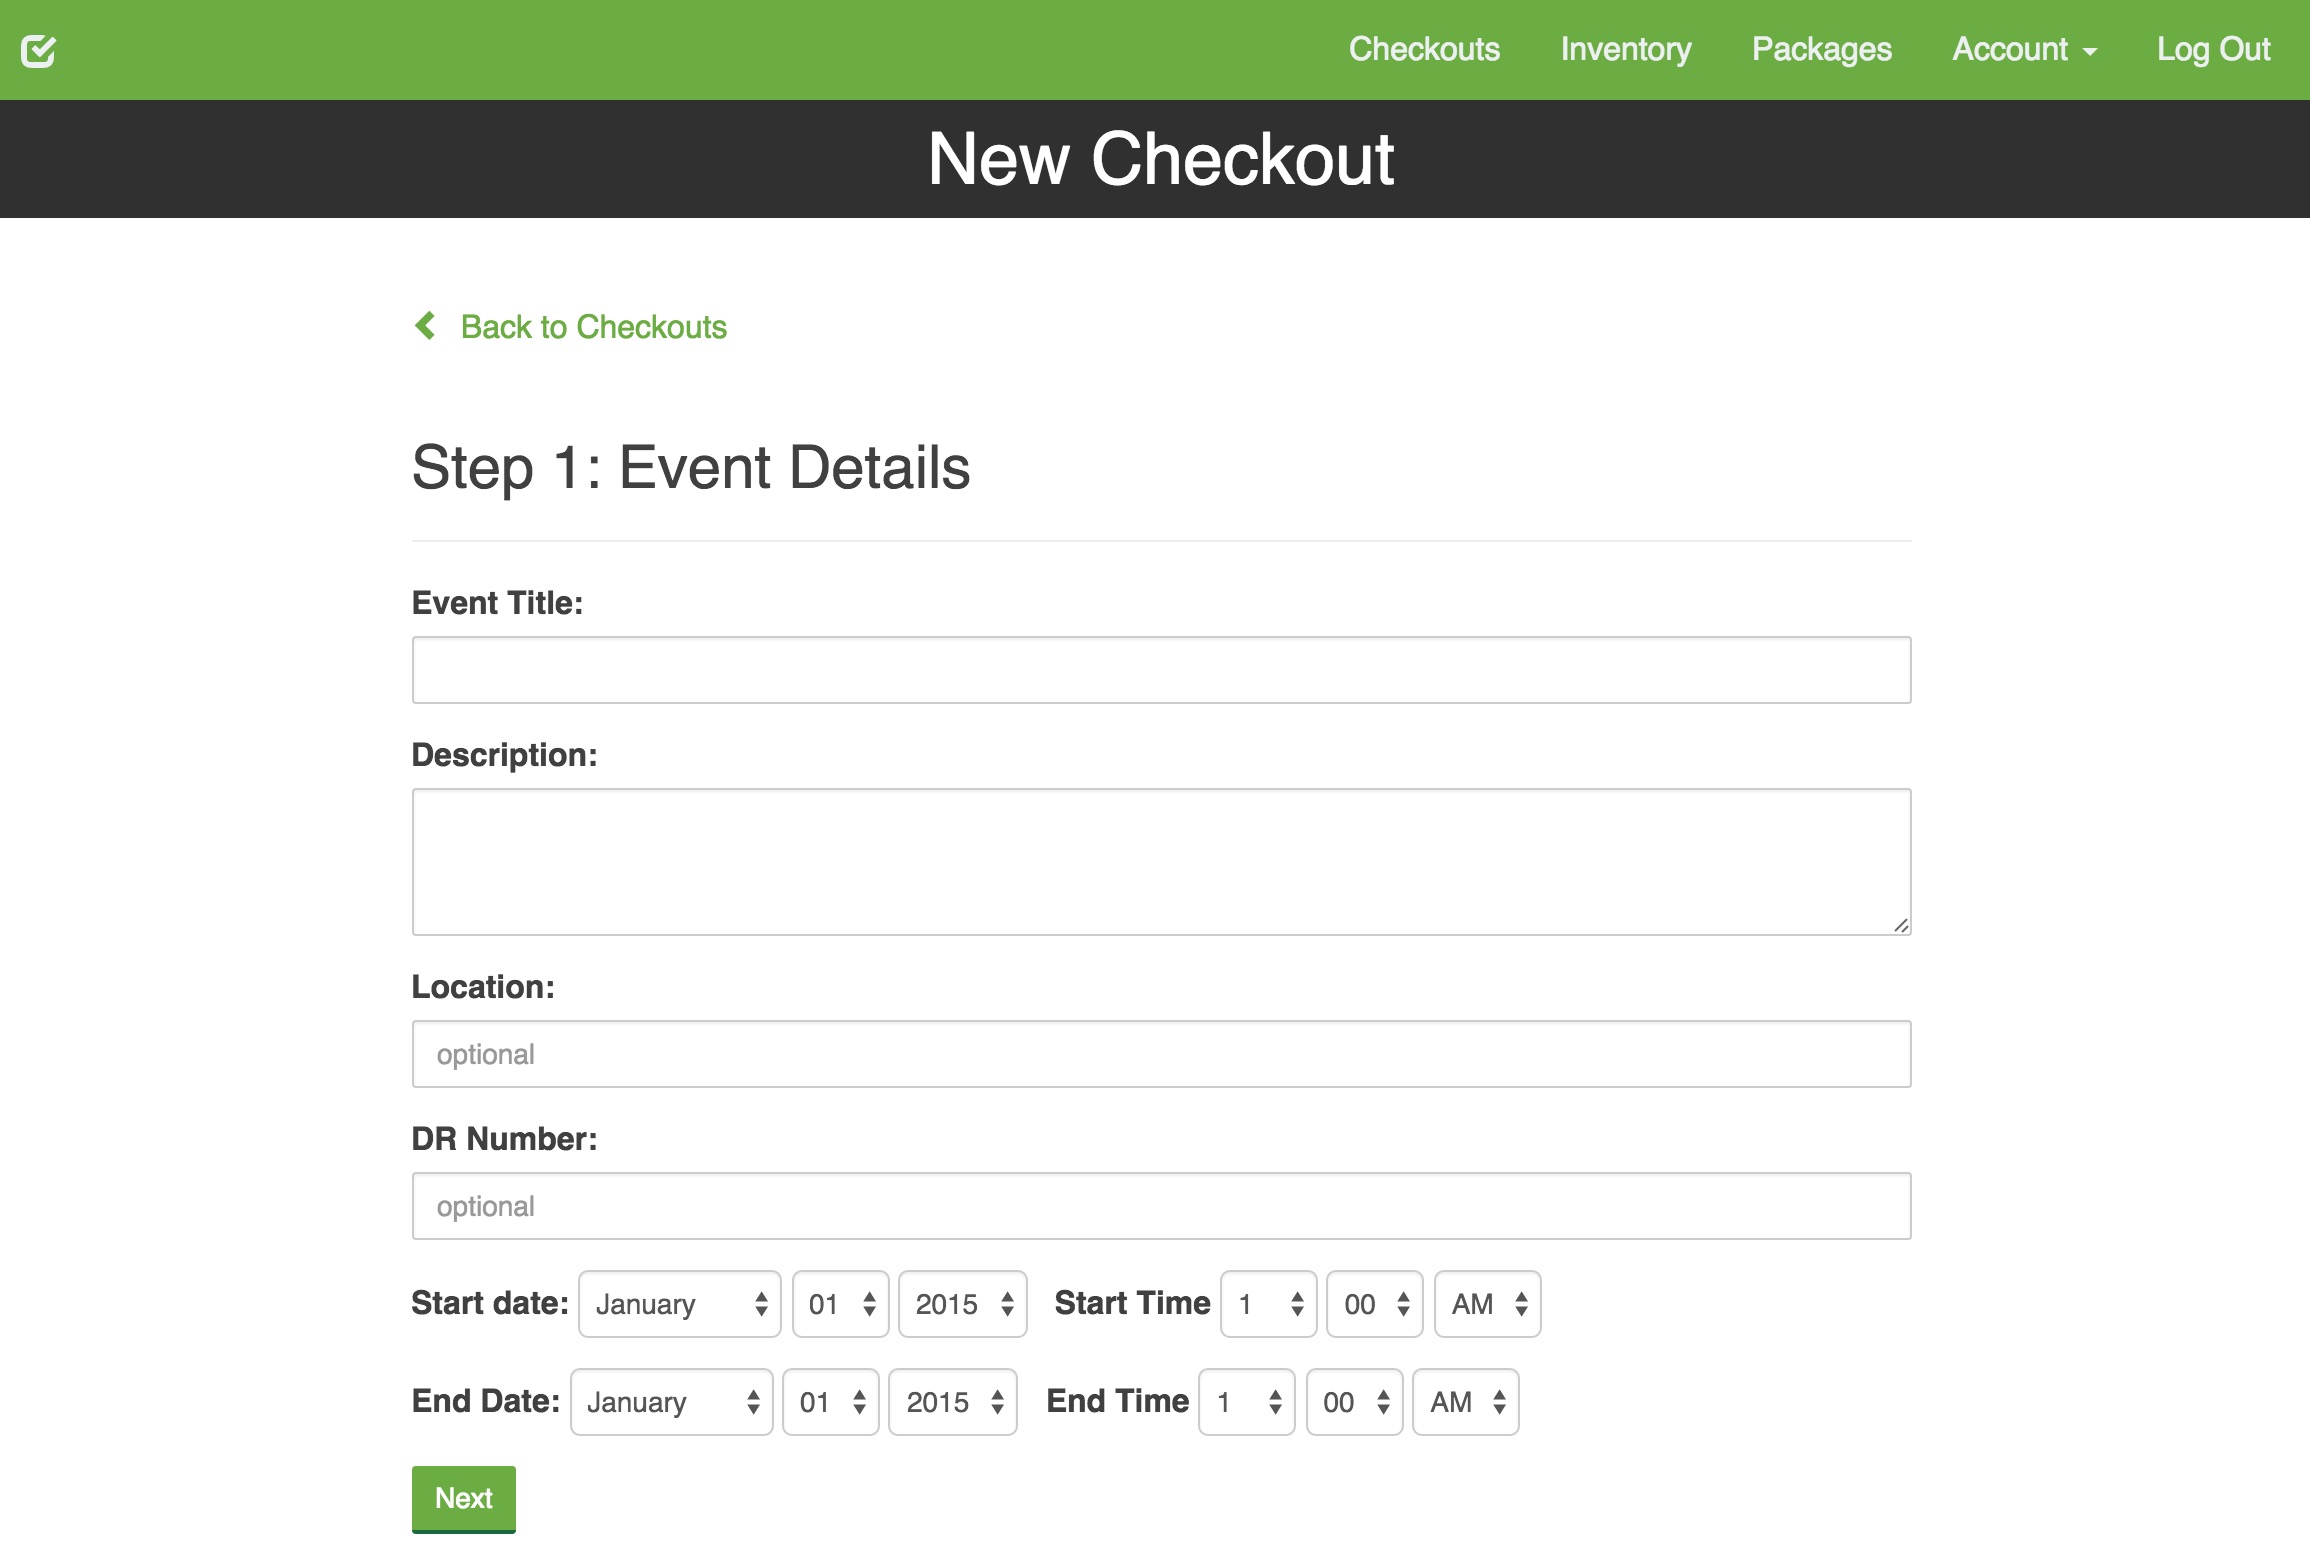 Checkouts Inventory Packages Account Log Out
New Checkout
Back to Checkouts
Step 1: Event Details
Event Title:
Description:
Location:
optional
DR Number:
optional
Start date: January 01 2015 Start Time 1 00 AM
End Date: January 01 2015 End Time 1 00 AM
Next